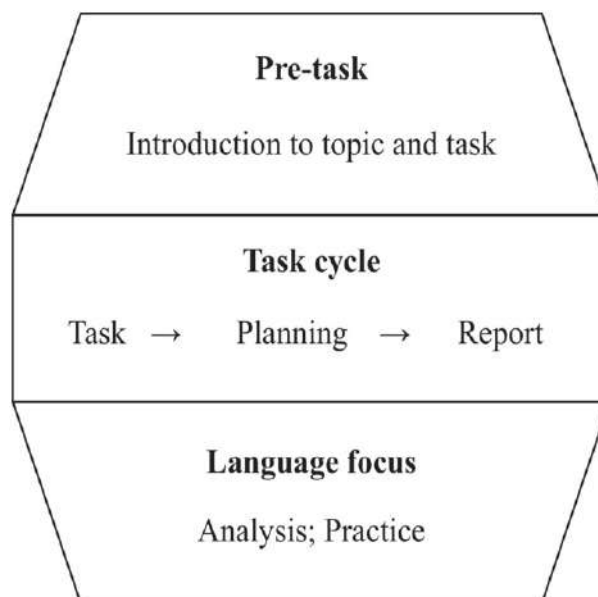 Pre-task
Introduction to topic and task
Task cycle
Task → Planning → Report
Language focus
Analysis; Practice